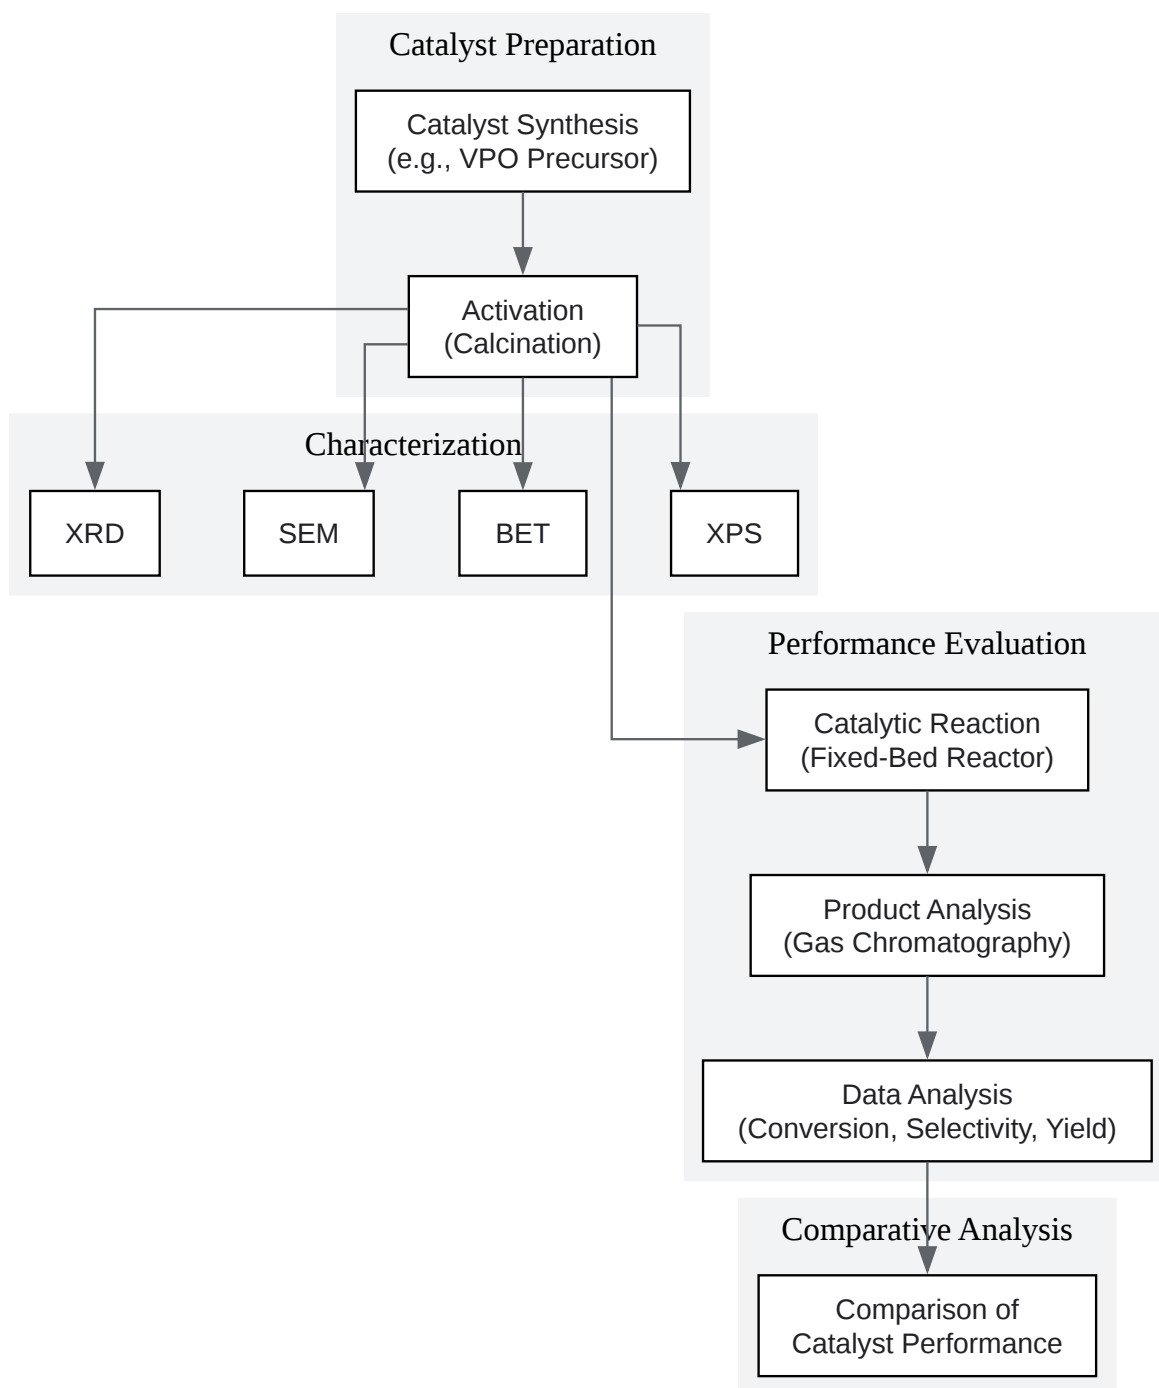 Catalyst Preparation
Catalyst Synthesis
(e.g., VPO Precursor)
Activation
(Calcination)
Characterization
XRD
SEM
BET
XPS
Performance Evaluation
Catalytic Reaction
(Fixed-Bed Reactor)
Product Analysis
(Gas Chromatography)
Data Analysis
(Conversion, Selectivity, Yield)
Comparative Analysis
Comparison of
Catalyst Performance